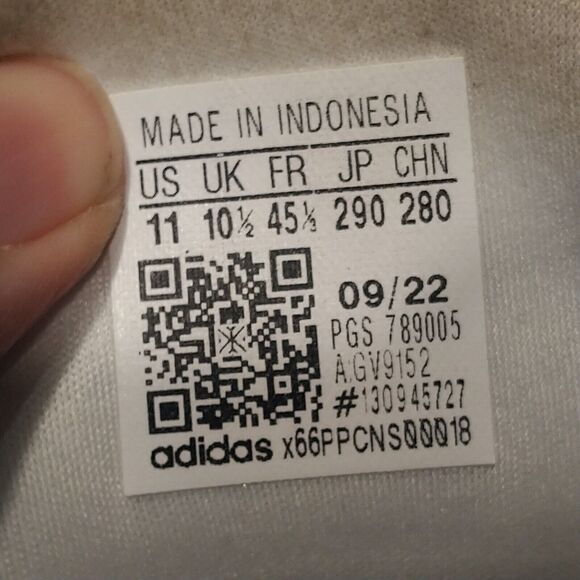 MADE IN INDONESIA
US UK FR JP CHN
11 10½ 45⅓ 290 280
09/22
PGS 789005
A.GV9152
#130945727
adidas x66PPCNS00018